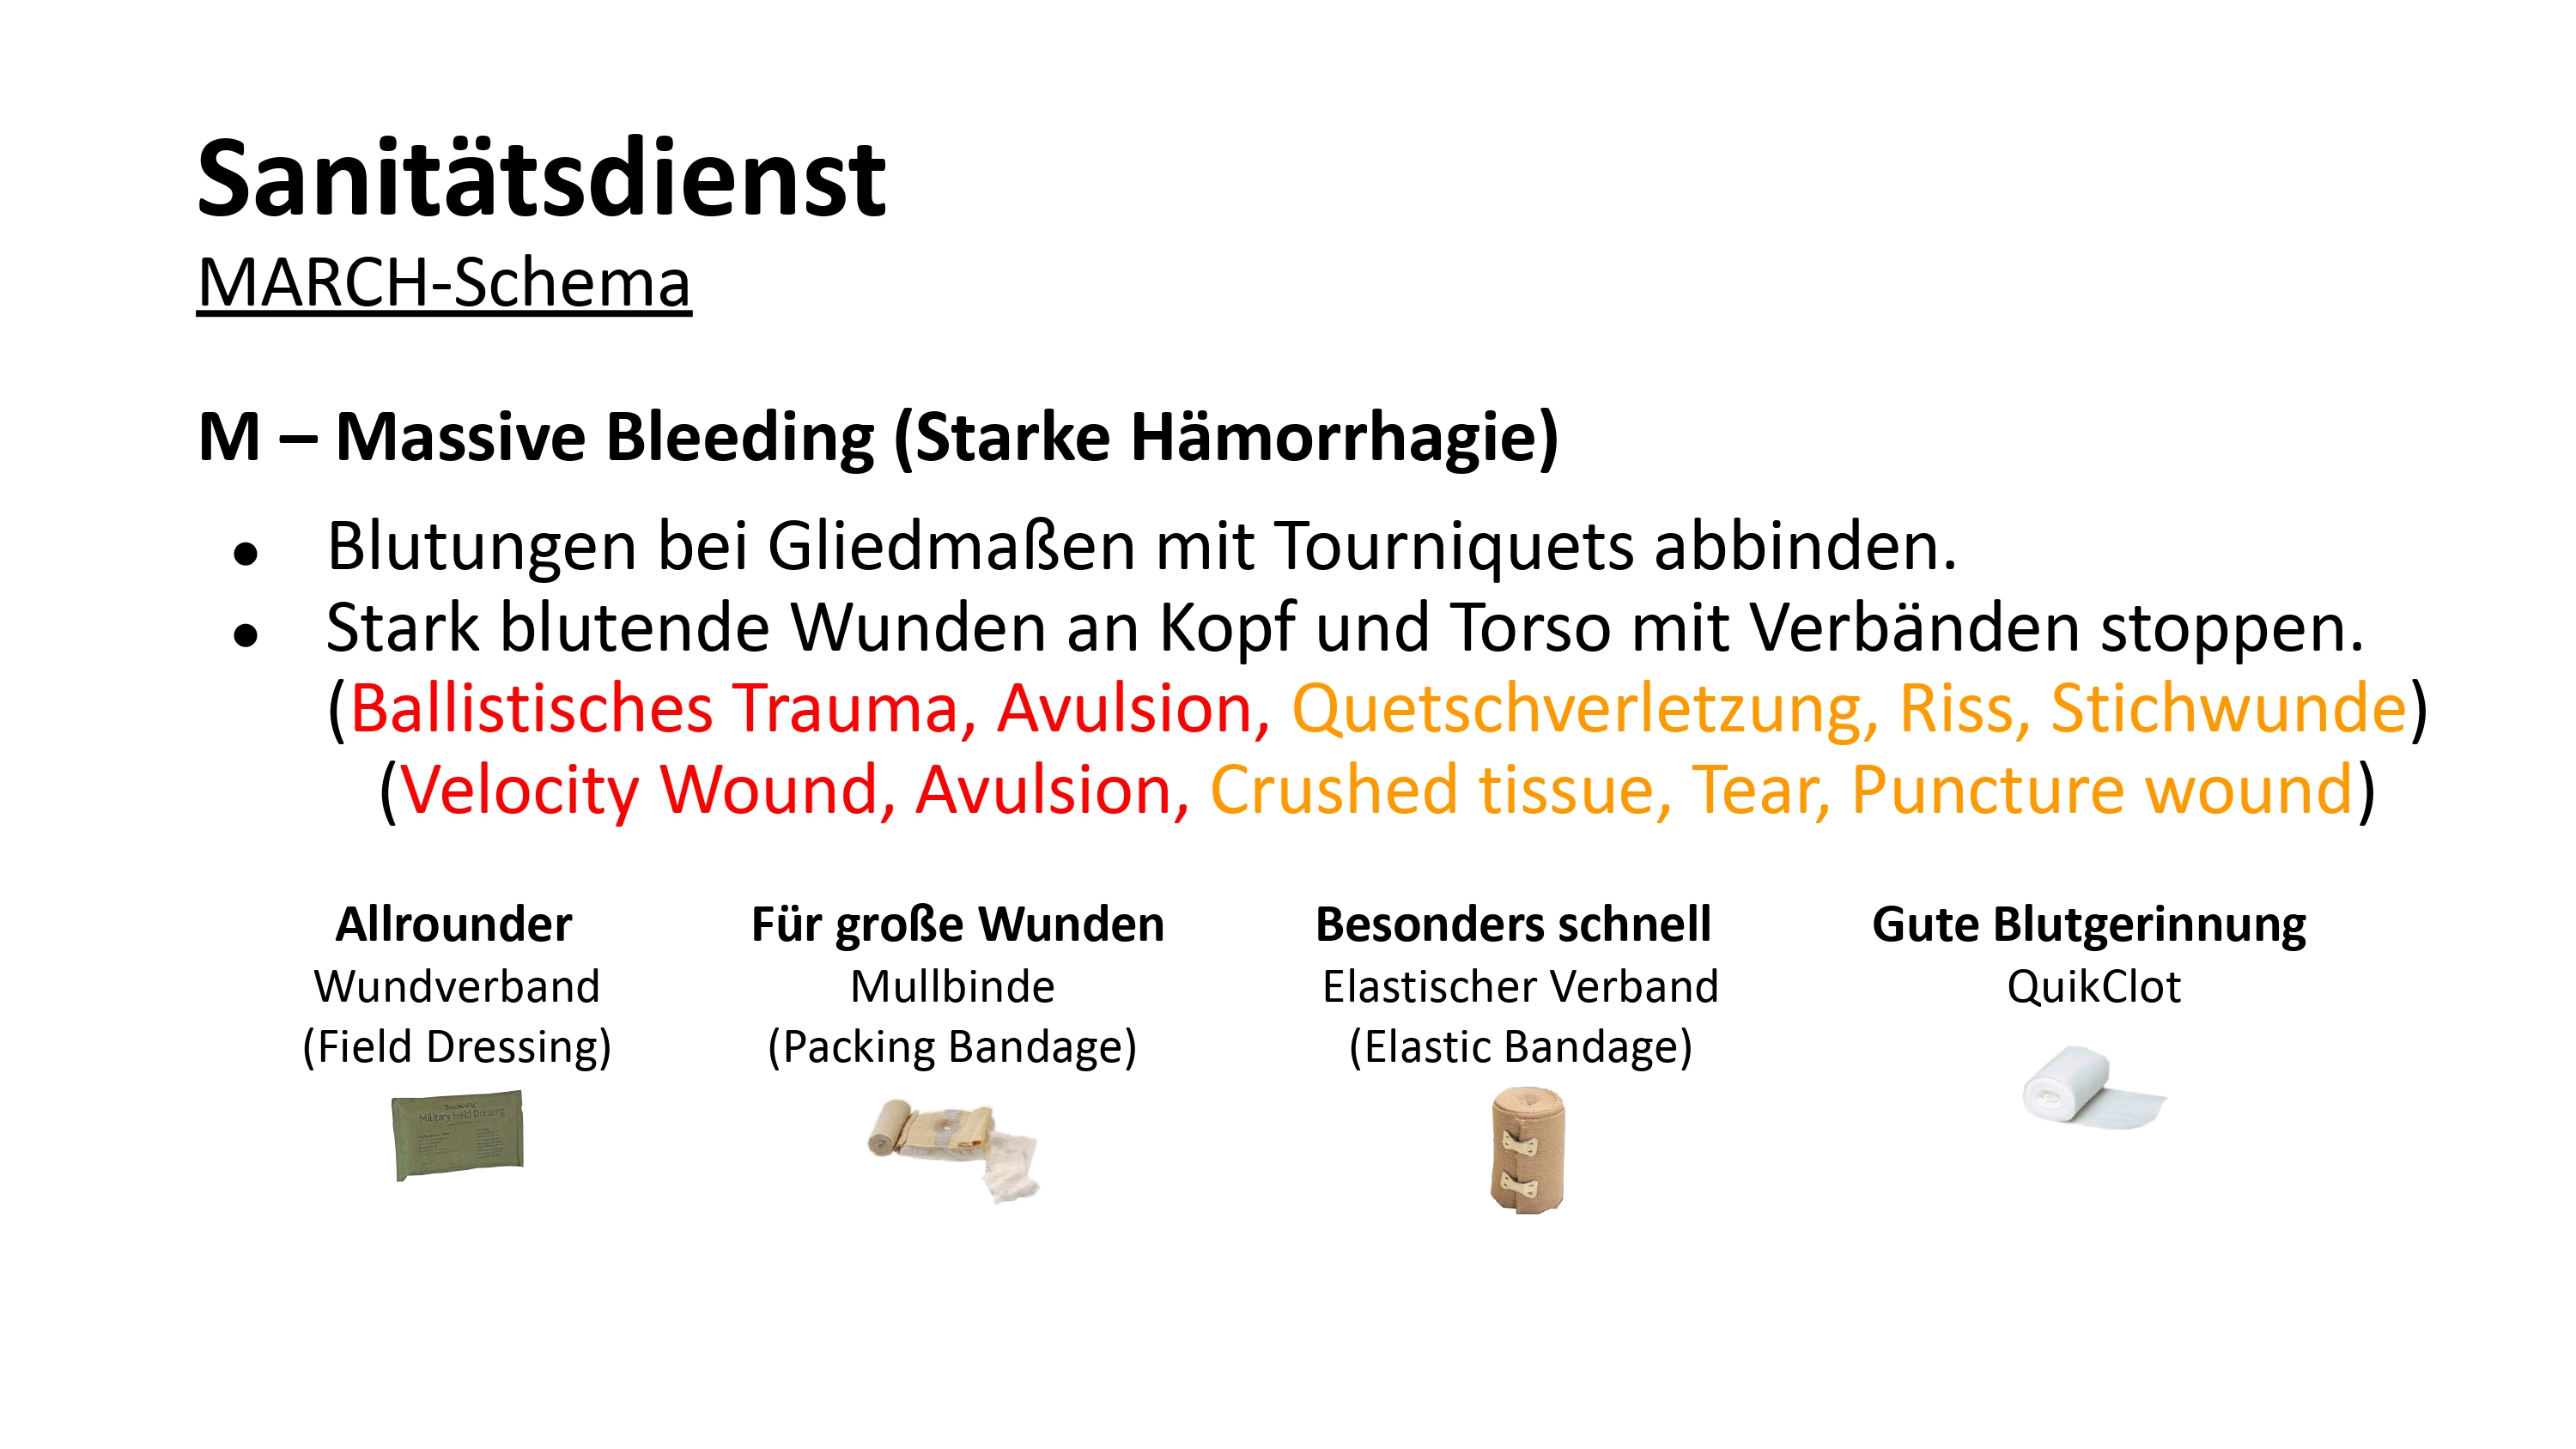 Sanitätsdienst
MARCH-Schema
M – Massive Bleeding (Starke Hämorrhagie)
• Blutungen bei Gliedmaßen mit Tourniquets abbinden.
• Stark blutende Wunden an Kopf und Torso mit Verbänden stoppen.
(Ballistisches Trauma, Avulsion, Quetschverletzung, Riss, Stichwunde)
(Velocity Wound, Avulsion, Crushed tissue, Tear, Puncture wound)
Allrounder
Wundverband
(Field Dressing)
Military Field Dressing
Für große Wunden
Mullbinde
(Packing Bandage)
Besonders schnell
Elastischer Verband
(Elastic Bandage)
Gute Blutgerinnung
QuikClot